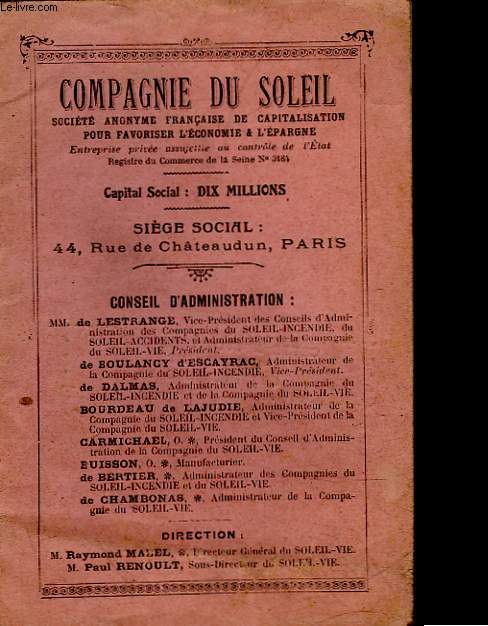 Le-livre.com
COMPAGNIE DU SOLEIL
SOCIÉTÉ ANONYME FRANÇAISE DE CAPITALISATION
POUR FAVORISER L'ÉCONOMIE & L'ÉPARGNE
Entreprise privée assujettie au contrôle de l'État
Registre du Commerce de la Seine N°
Capital Social : DIX MILLIONS
SIÈGE SOCIAL :
44, Rue de Châteaudun, PARIS
CONSEIL D'ADMINISTRATION :
MM. de LESTRANGE, Vice-Président des Conseils d'Admi-
nistration des Compagnies du SOLEIL-INCENDIE, du
SOLEIL-ACCIDENTS, et Administrateur de la Compagnie
du SOLEIL-VIE, Président.
de BOULANCY d'ESCAYRAC, Administrateur de
la Compagnie du SOLEIL-INCENDIE, Vice-Président.
de DALMAS, Administrateur de la Compagnie du
SOLEIL-INCENDIE et de la Compagnie du SOLEIL-VIE.
BOURDEAU de LAJUDIE, Administrateur de la
Compagnie du SOLEIL-INCENDIE et Vice-Président de la
Compagnie du SOLEIL-VIE.
CARMICHAEL, O. ✻, Président du Conseil d'Adminis-
tration de la Compagnie du SOLEIL-VIE.
BUISSON, O. ✻, Manufacturier.
de BERTIER, ✻, Administrateur des Compagnies du
SOLEIL-INCENDIE et du SOLEIL-VIE.
de CHAMBONAS, ✻, Administrateur de la Compa-
gnie du SOLEIL-VIE.
DIRECTION :
M. Raymond MALEL, ✻, Directeur Général du SOLEIL-VIE.
M. Paul RENOULT, Sous-Directeur du SOLEIL-VIE.